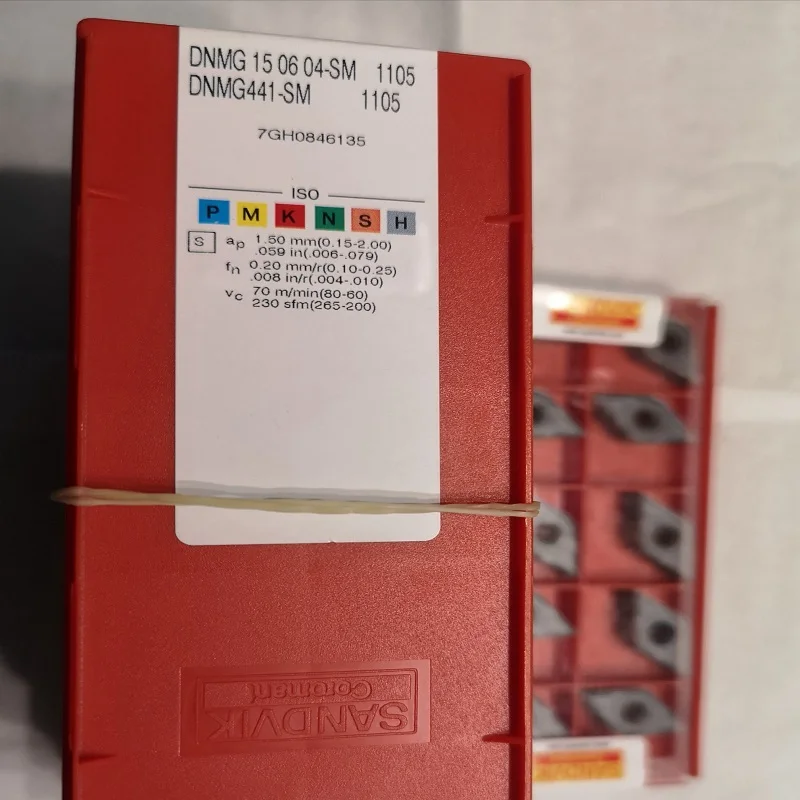 DNMG 15 06 04-SM 1105
DNMG441-SM 1105
7GH0846135
ISO
P M K N S H
S ap 1.50 mm(0.15-2.00)
.059 in(.006-.079)
fn 0.20 mm/r(0.10-0.25)
.008 in/r(.004-.010)
vc 70 m/min(80-60)
230 sfm(265-200)
SANDVIK
Coromant